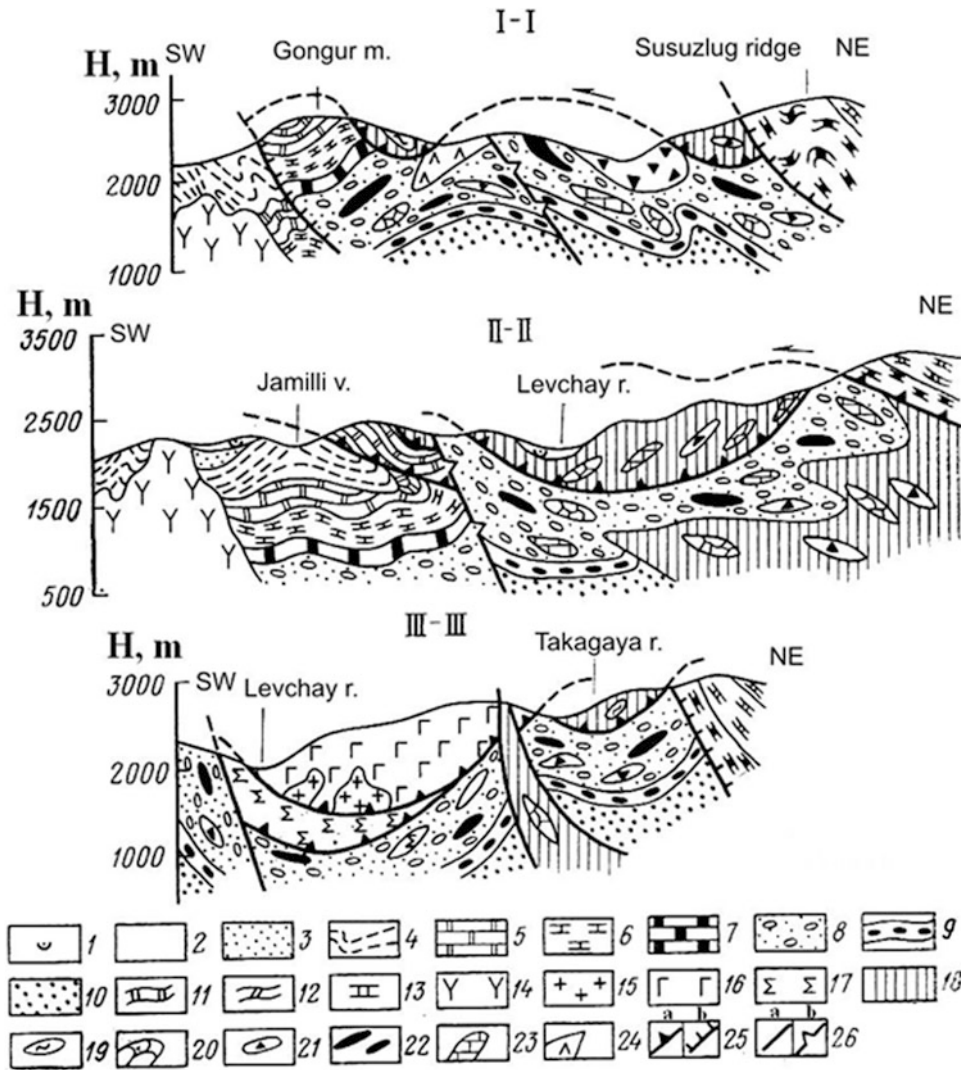 I-I
SW Gongur m. Susuzlug ridge NE
H, m
3000
2000
1000
H, m NE
3500 SW II-II
Jamilli v. Levchay r.
2500
1500
500
III-III
H, m Takagaya r. NE
3000 SW Levchay r.
2000
1000
1 2 3 4 5 6 7 8 9
10 11 12 13 14 15 16 17 18
a b a b
19 20 21 22 23 24 25 26